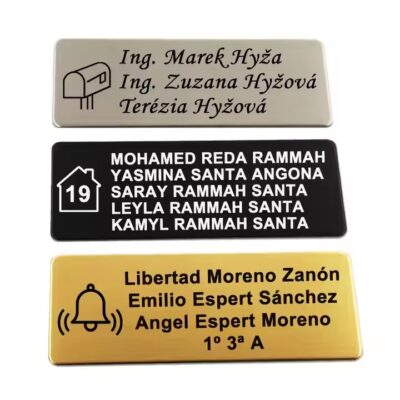 Ing. Marek Hyža
Ing. Zuzana Hyžová
Terézia Hyžová
19
MOHAMED REDA RAMMAH
YASMINA SANTA ANGONA
SARAY RAMMAH SANTA
LEYLA RAMMAH SANTA
KAMYL RAMMAH SANTA
Libertad Moreno Zanón
Emilio Espert Sánchez
Angel Espert Moreno
1º 3ª A